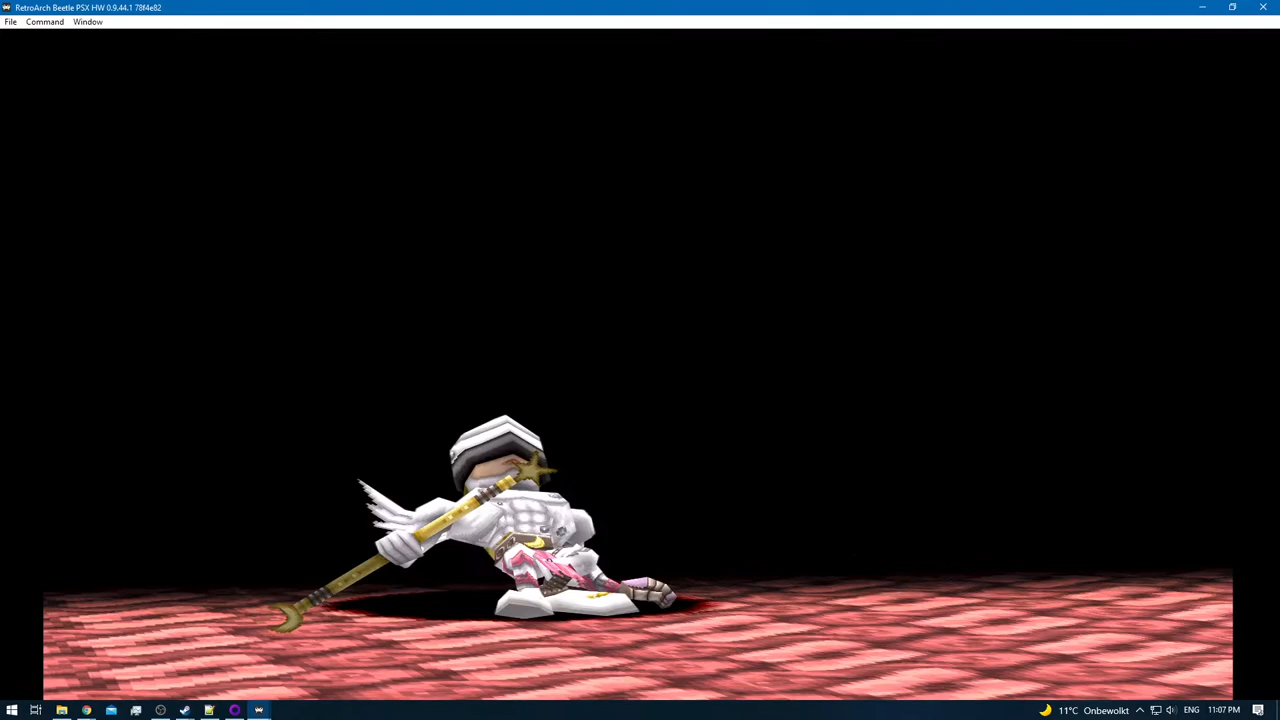 RetroArch Beetle PSX HW 0.9.44.1 78f4e82
File Command Window
11°C Onbewolkt ENG 11:07 PM